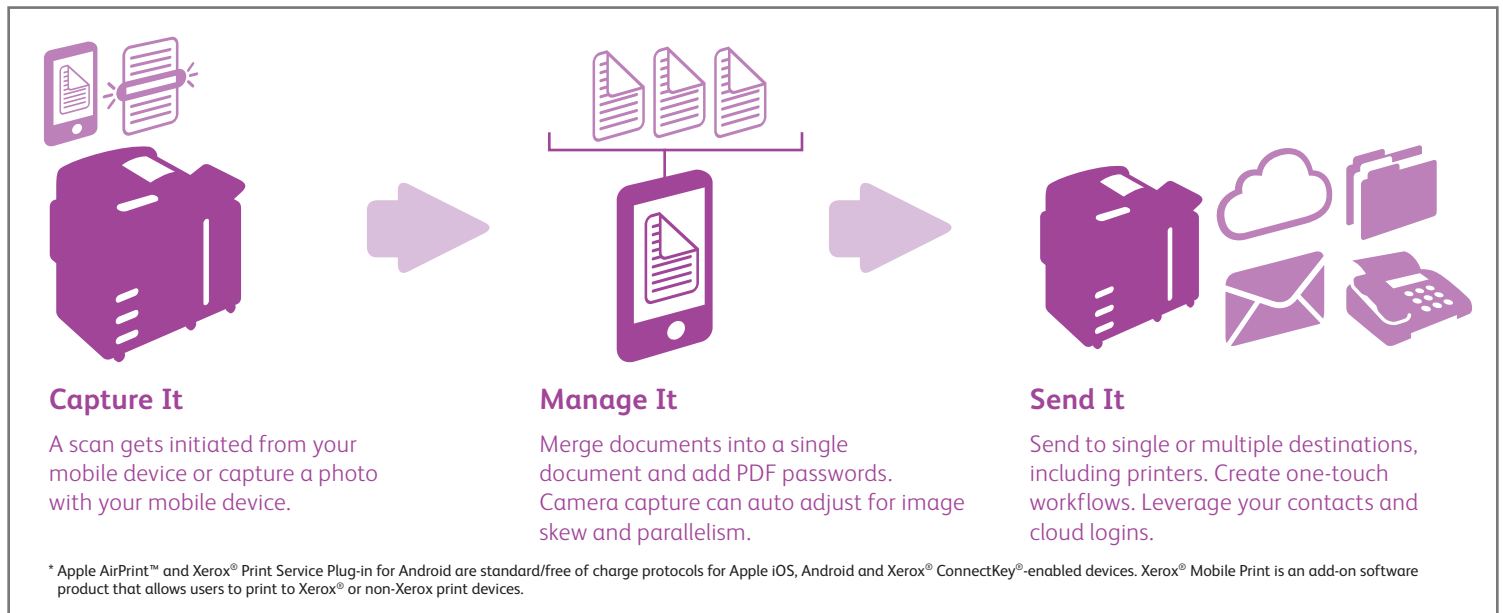 Capture It
A scan gets initiated from your
mobile device or capture a photo
with your mobile device.
Manage It
Merge documents into a single
document and add PDF passwords.
Camera capture can auto adjust for image
skew and parallelism.
Send It
Send to single or multiple destinations,
including printers. Create one-touch
workflows. Leverage your contacts and
cloud logins.
* Apple AirPrint™ and Xerox® Print Service Plug-in for Android are standard/free of charge protocols for Apple iOS, Android and Xerox® ConnectKey®-enabled devices. Xerox® Mobile Print is an add-on software
product that allows users to print to Xerox® or non-Xerox print devices.